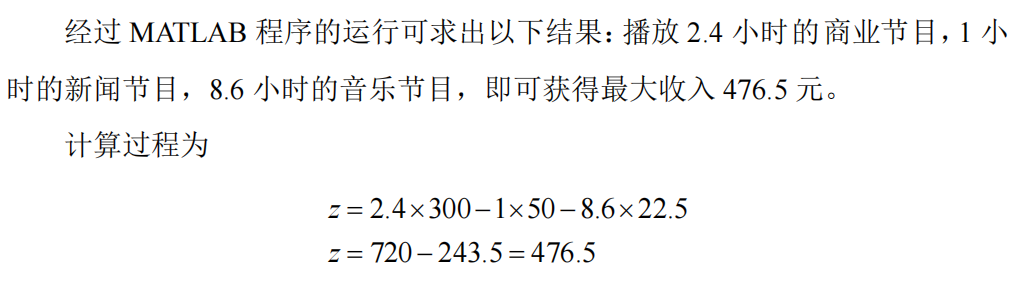 经过 MATLAB 程序的运行可求出以下结果：播放 2.4 小时的商业节目，1 小
时的新闻节目，8.6 小时的音乐节目，即可获得最大收入 476.5 元。
计算过程为
z = 2.4×300−1×50−8.6×22.5
z = 720−243.5 = 476.5